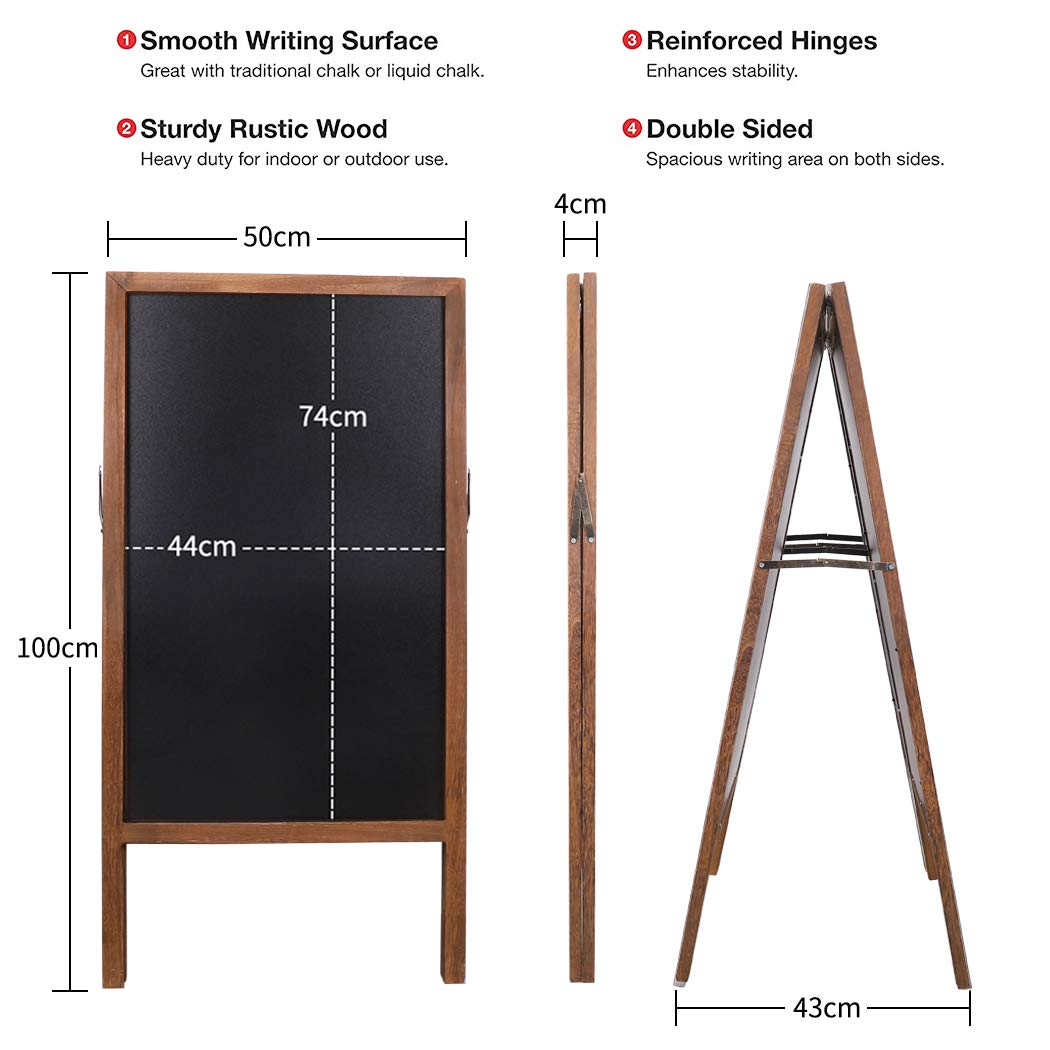 1 Smooth Writing Surface
Great with traditional chalk or liquid chalk.
2 Sturdy Rustic Wood
Heavy duty for indoor or outdoor use.
3 Reinforced Hinges
Enhances stability.
4 Double Sided
Spacious writing area on both sides.
50cm
4cm
74cm
44cm
100cm
43cm